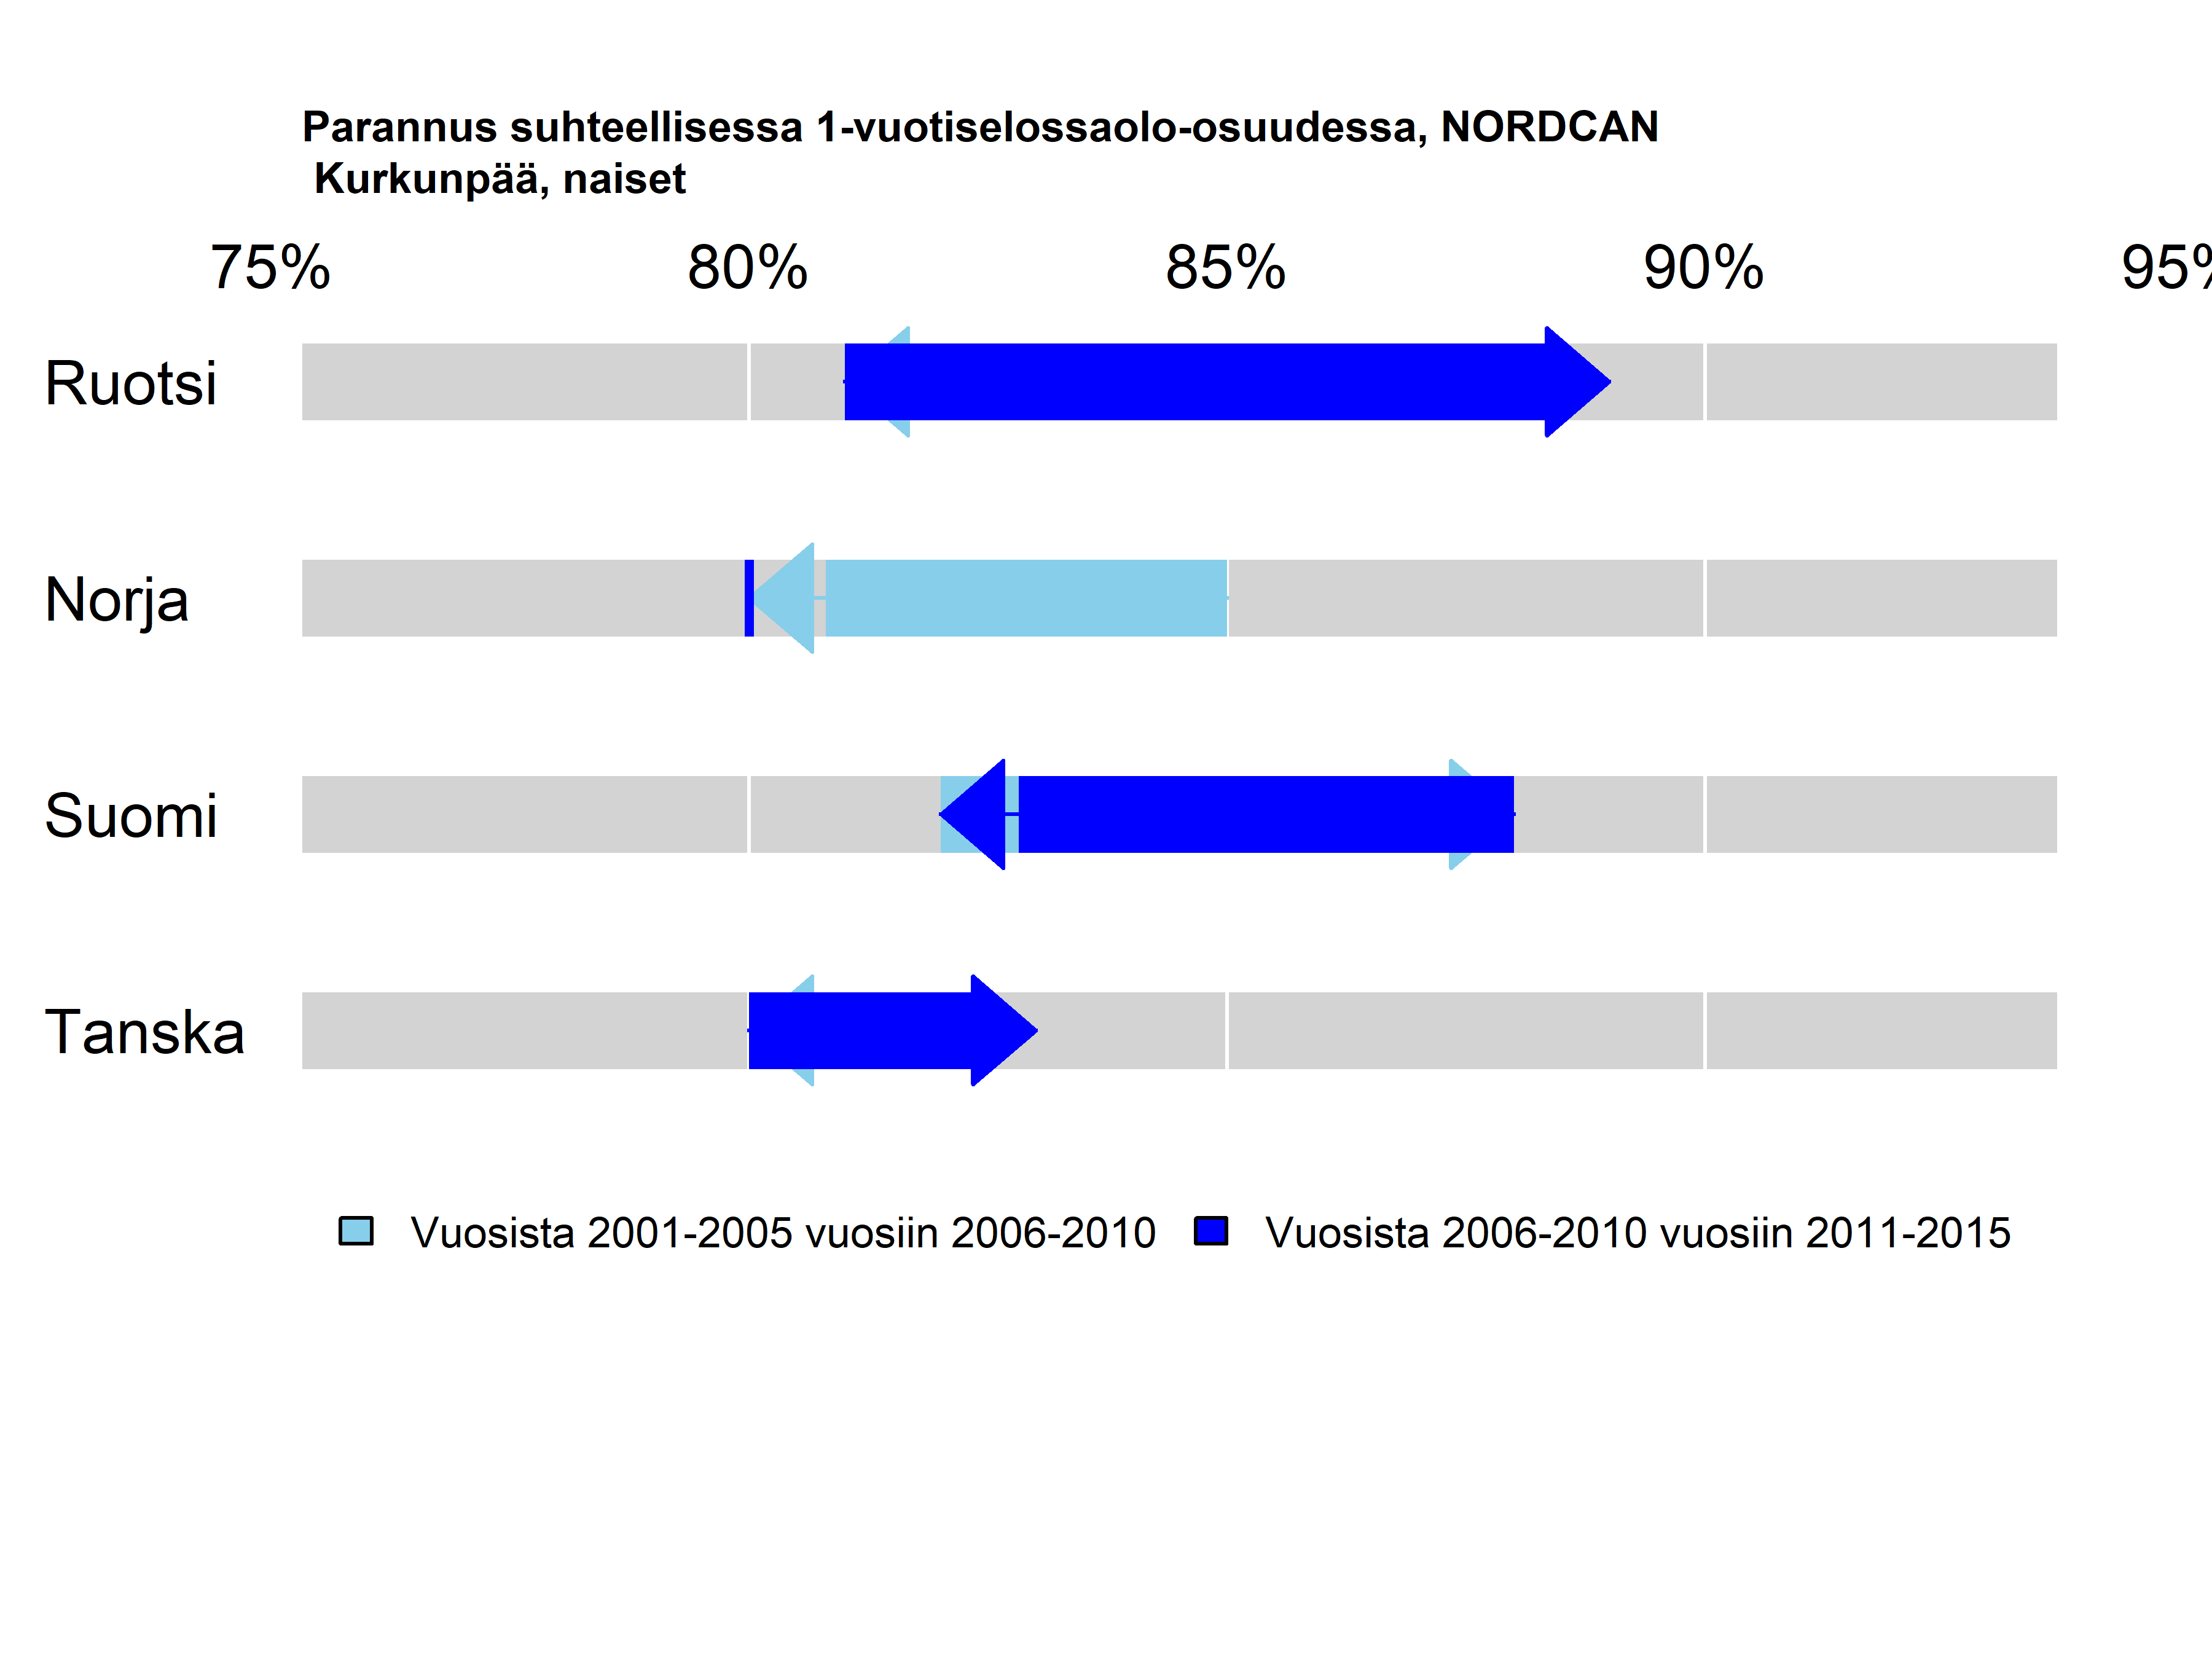 Parannus suhteellisessa 1-vuotiselossaolo-osuudessa, NORDCAN
Kurkunpää, naiset
75% 80% 85% 90% 95%
Ruotsi
Norja
Suomi
Tanska
Vuosista 2001-2005 vuosiin 2006-2010 Vuosista 2006-2010 vuosiin 2011-2015